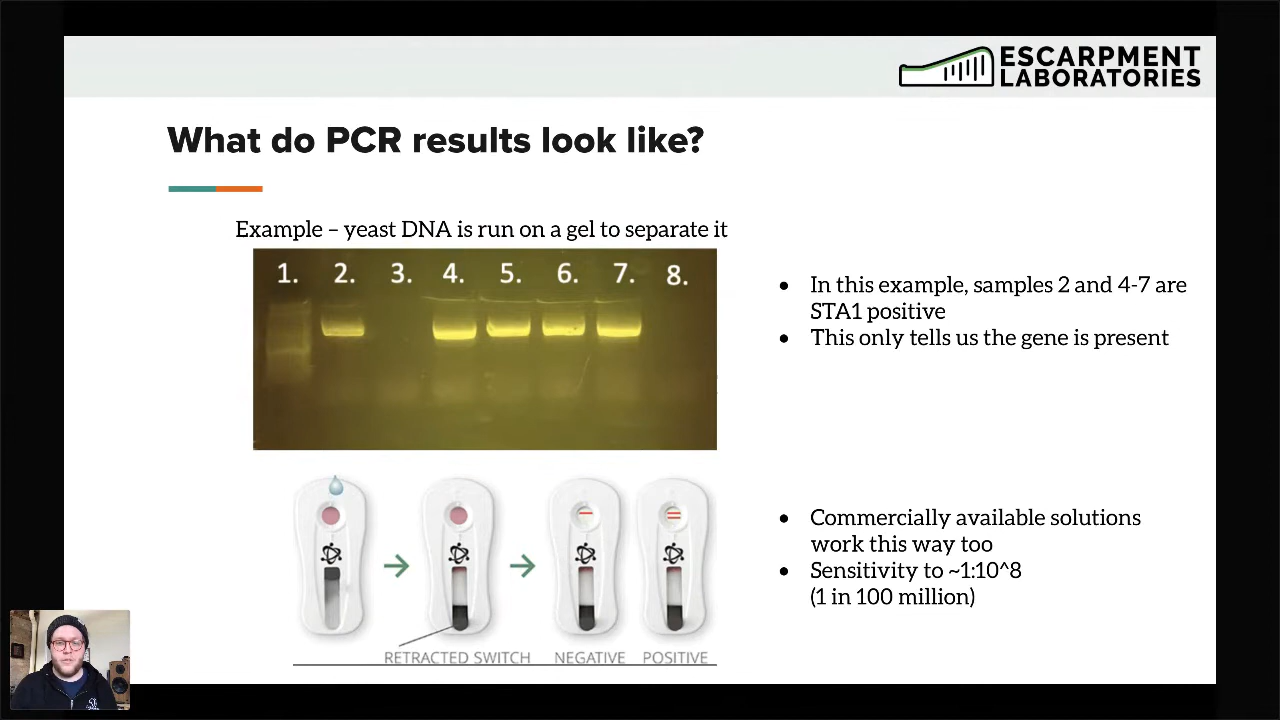 ESCARPMENT
LABORATORIES
What do PCR results look like?
Example – yeast DNA is run on a gel to separate it
1. 2. 3. 4. 5. 6. 7. 8.
● In this example, samples 2 and 4-7 are
STA1 positive
● This only tells us the gene is present
● Commercially available solutions
work this way too
● Sensitivity to ~1:10^8
(1 in 100 million)
RETRACTED SWITCH NEGATIVE POSITIVE